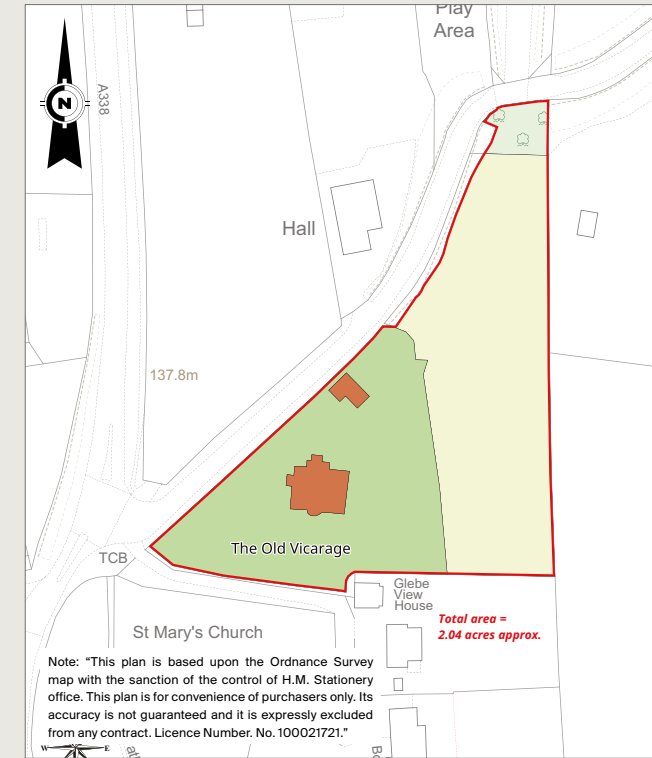 Play
Area
N
A338
Hall
137.8m
The Old Vicarage
TCB
Glebe
View
House
Total area =
2.04 acres approx.
St Mary's Church
Note: “This plan is based upon the Ordnance Survey
map with the sanction of the control of H.M. Stationery
office. This plan is for convenience of purchasers only. Its
accuracy is not guaranteed and it is expressly excluded
from any contract. Licence Number. No. 100021721.”
W E